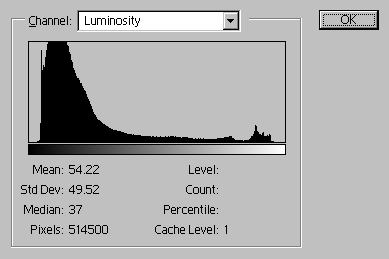 Channel: Luminosity OK
Mean: 54.22 Level:
Std Dev: 49.52 Count:
Median: 37 Percentile:
Pixels: 514500 Cache Level: 1